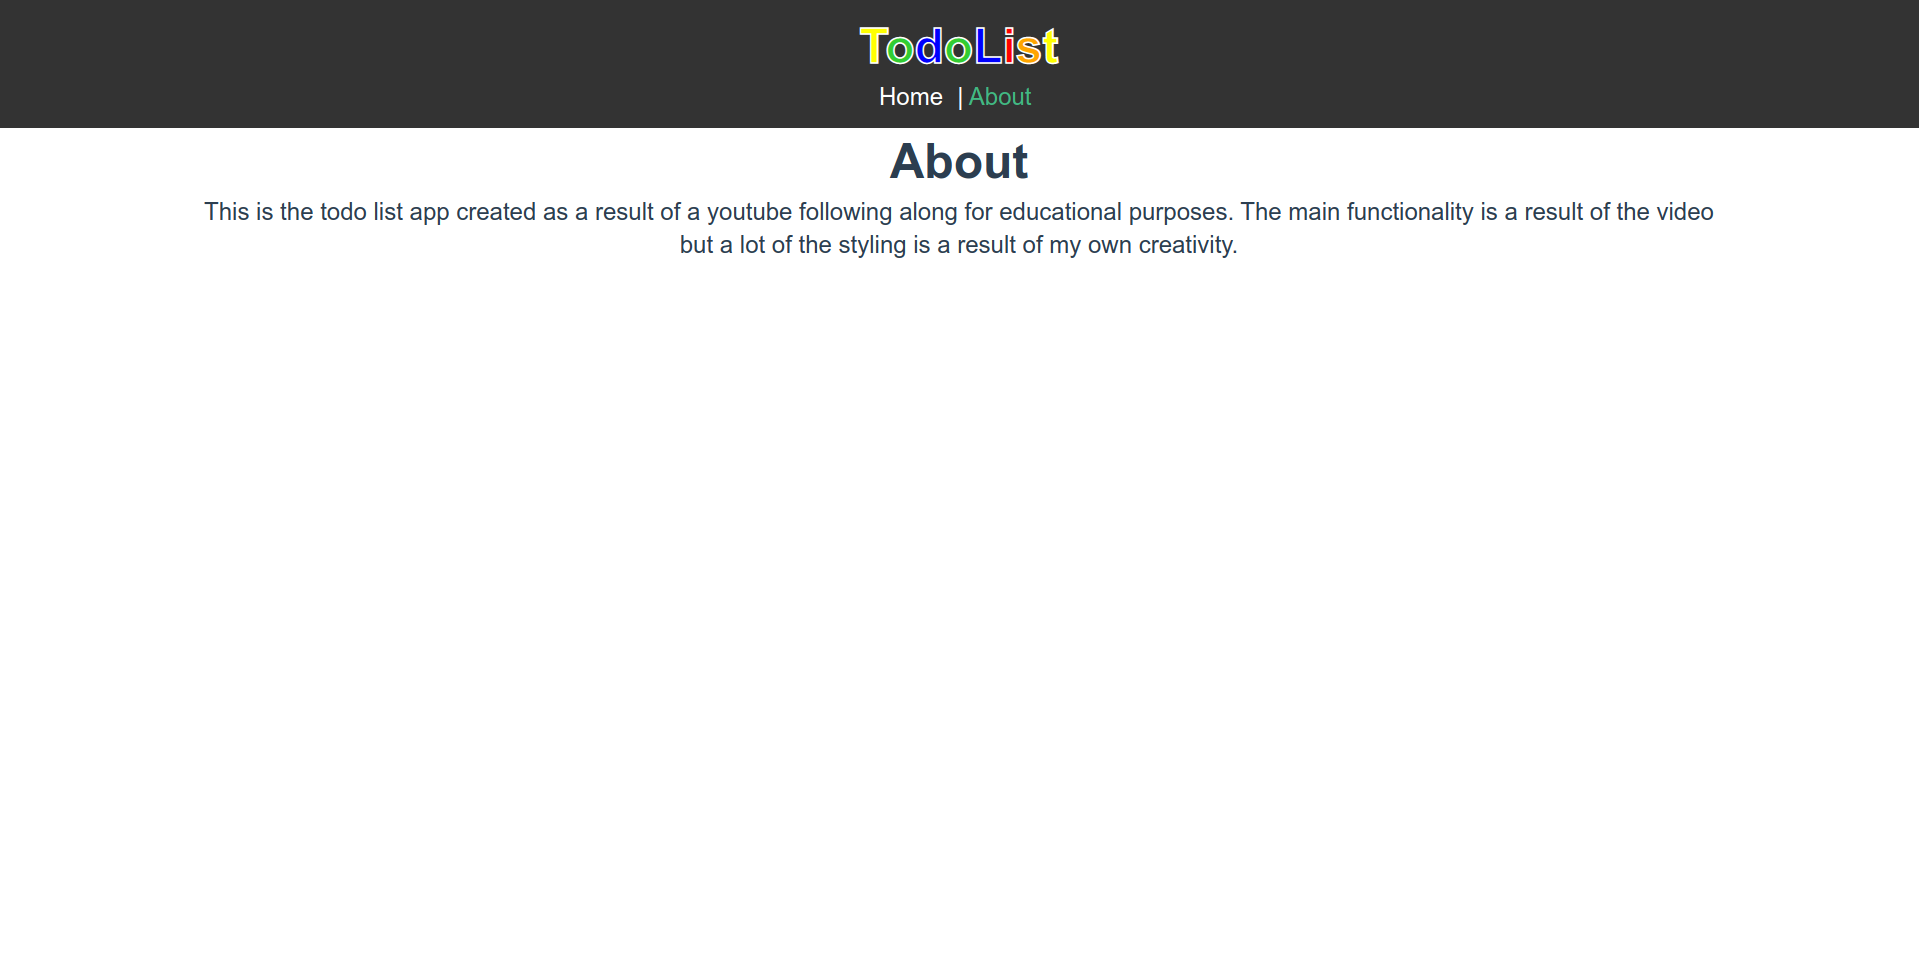 TodoList
Home | About
About
This is the todo list app created as a result of a youtube following along for educational purposes. The main functionality is a result of the video
but a lot of the styling is a result of my own creativity.